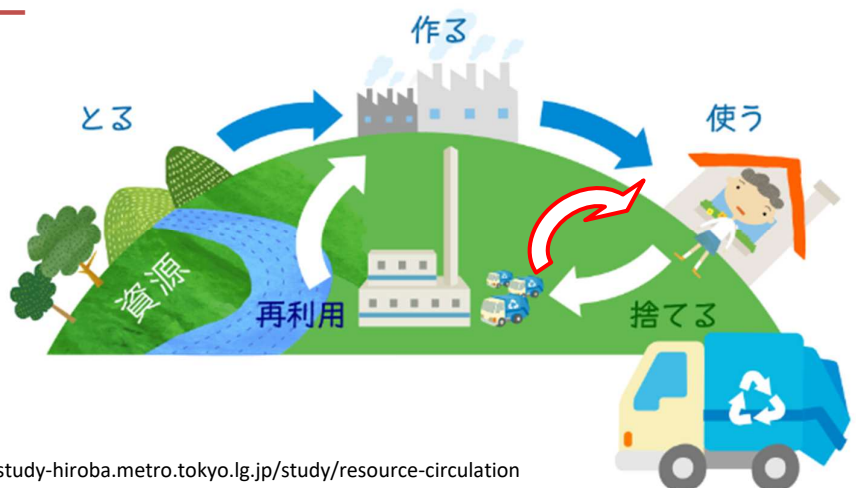 作る
とる
使う
資源
再利用
捨てる
study-hiroba.metro.tokyo.lg.jp/study/resource-circulation